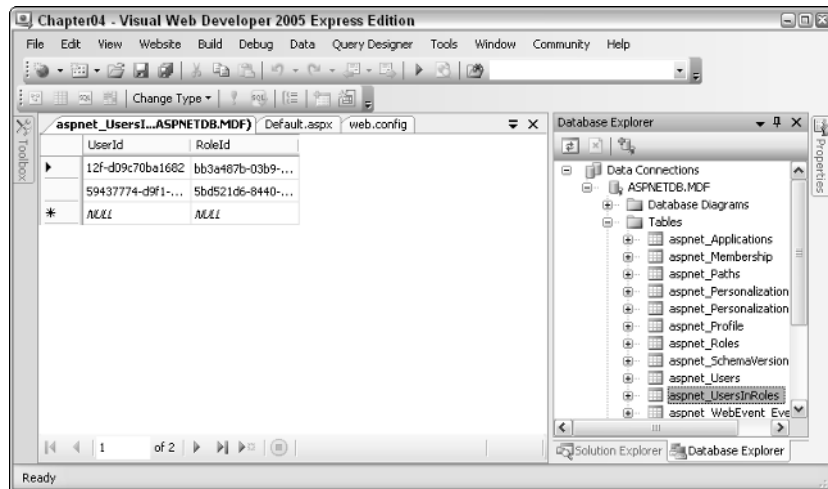 Chapter04 - Visual Web Developer 2005 Express Edition
File Edit View Website Build Debug Data Query Designer Tools Window Community Help
Change Type
SQL
aspnet_UsersI...ASPNETDB.MDF) Default.aspx web.config
Toolbox
UserId RoleId
12f-d09c70ba1682 bb3a487b-03b9-...
59437774-d9f1-... 5bd521d6-8440-...
NULL NULL
1 of 2
Database Explorer
Data Connections
ASPNETDB.MDF
Database Diagrams
Tables
aspnet_Applications
aspnet_Membership
aspnet_Paths
aspnet_Personalization
aspnet_Personalization
aspnet_Profile
aspnet_Roles
aspnet_SchemaVersion
aspnet_Users
aspnet_UsersInRoles
aspnet_WebEvent_Eve
Solution Explorer Database Explorer
Properties
Ready